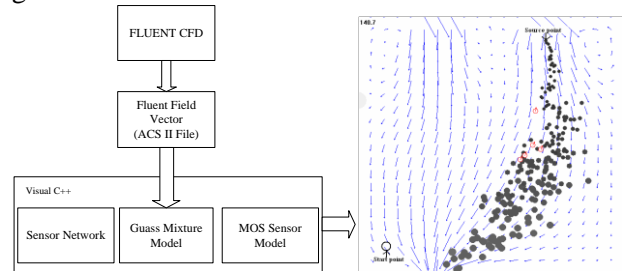 FLUENT CFD
Fluent Field
Vector
(ACS II File)
Visual C++
Sensor Network
Guass Mixture
Model
MOS Sensor
Model
140.7
Source point
Start point